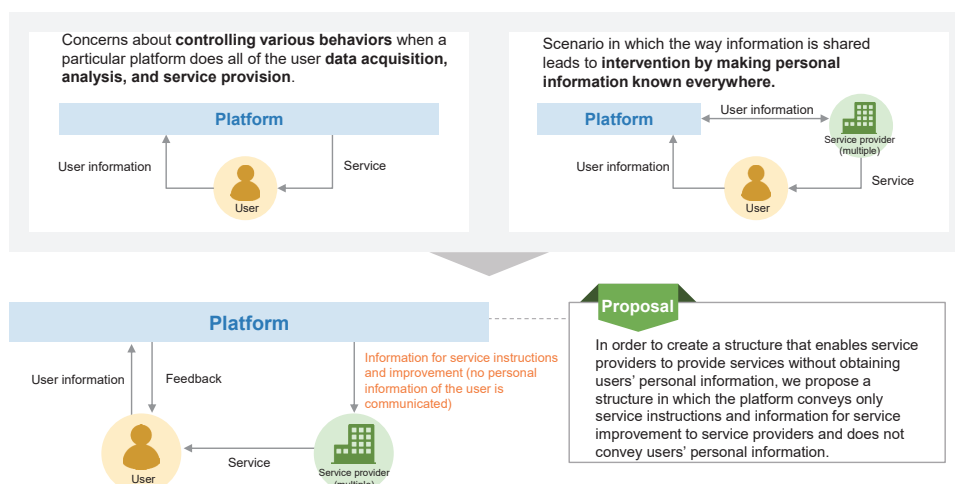 Concerns about controlling various behaviors when a
particular platform does all of the user data acquisition,
analysis, and service provision.
Platform
User information
Service
User
Scenario in which the way information is shared
leads to intervention by making personal
information known everywhere.
Platform
User information
Service provider
(multiple)
User information
Service
User
Platform
User information
Feedback
Information for service instructions
and improvement (no personal
information of the user is
communicated)
Service
User
Service provider
(multiple)
Proposal
In order to create a structure that enables service
providers to provide services without obtaining
users’ personal information, we propose a
structure in which the platform conveys only
service instructions and information for service
improvement to service providers and does not
convey users’ personal information.